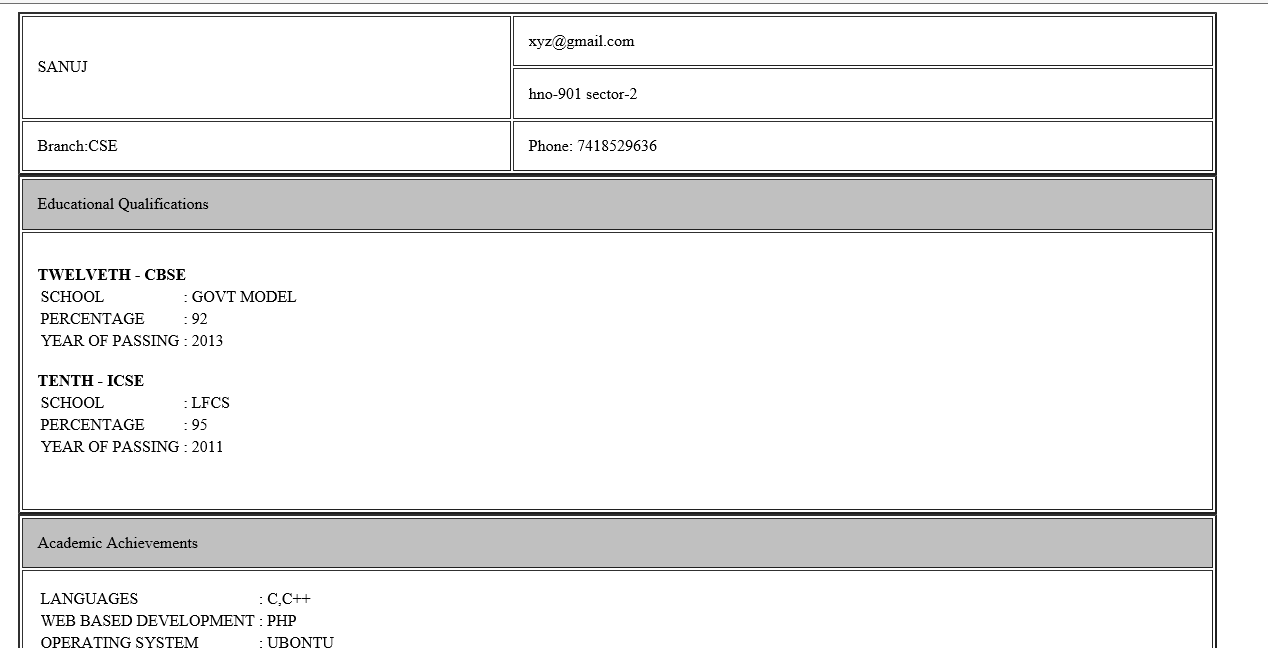 SANUJ
xyz@gmail.com
hno-901 sector-2
Branch:CSE
Phone: 7418529636
Educational Qualifications
TWELVETH - CBSE
SCHOOL : GOVT MODEL
PERCENTAGE : 92
YEAR OF PASSING : 2013
TENTH - ICSE
SCHOOL : LFCS
PERCENTAGE : 95
YEAR OF PASSING : 2011
Academic Achievements
LANGUAGES : C,C++
WEB BASED DEVELOPMENT : PHP
OPERATING SYSTEM : UBONTU